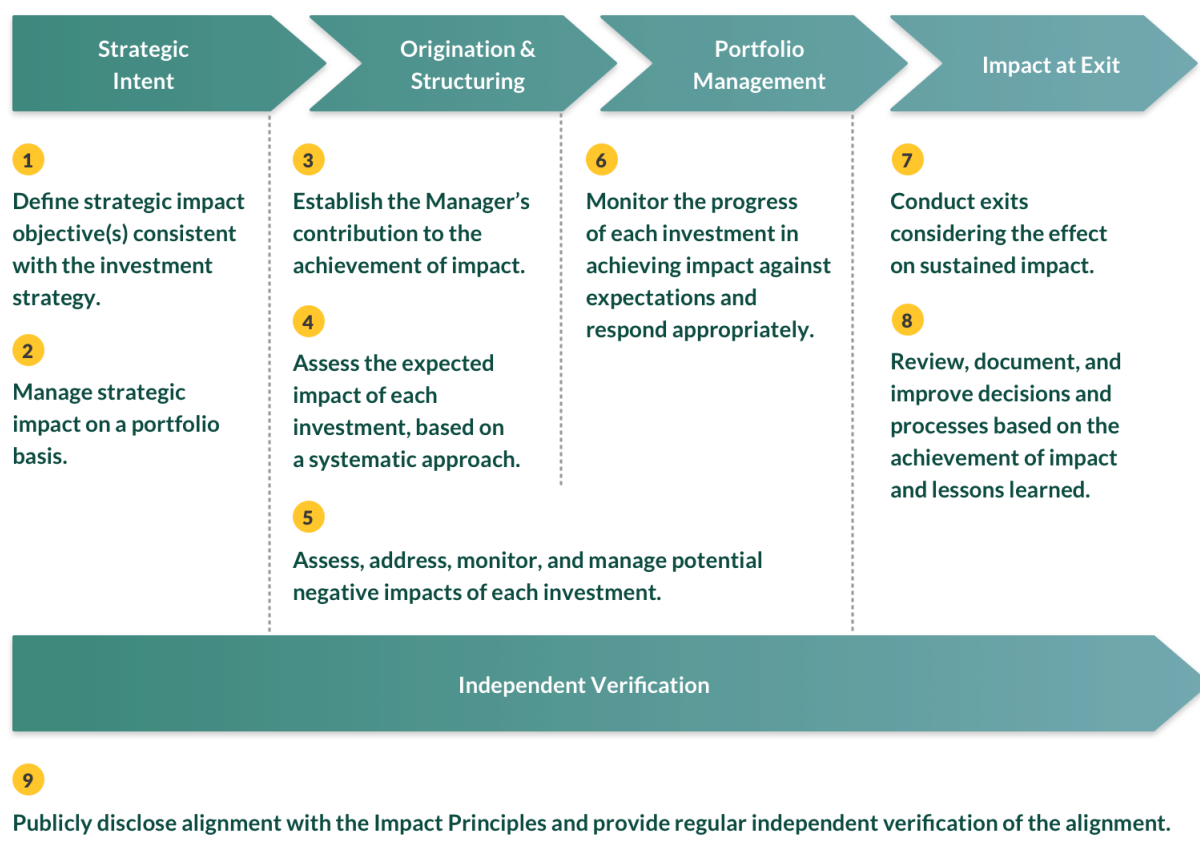 Strategic
Intent
Origination &
Structuring
Portfolio
Management
Impact at Exit
1
Define strategic impact
objective(s) consistent
with the investment
strategy.
2
Manage strategic
impact on a portfolio
basis.
3
Establish the Manager’s
contribution to the
achievement of impact.
4
Assess the expected
impact of each
investment, based on
a systematic approach.
5
Assess, address, monitor, and manage potential
negative impacts of each investment.
6
Monitor the progress
of each investment in
achieving impact against
expectations and
respond appropriately.
7
Conduct exits
considering the effect
on sustained impact.
8
Review, document, and
improve decisions and
processes based on the
achievement of impact
and lessons learned.
Independent Verification
9
Publicly disclose alignment with the Impact Principles and provide regular independent verification of the alignment.